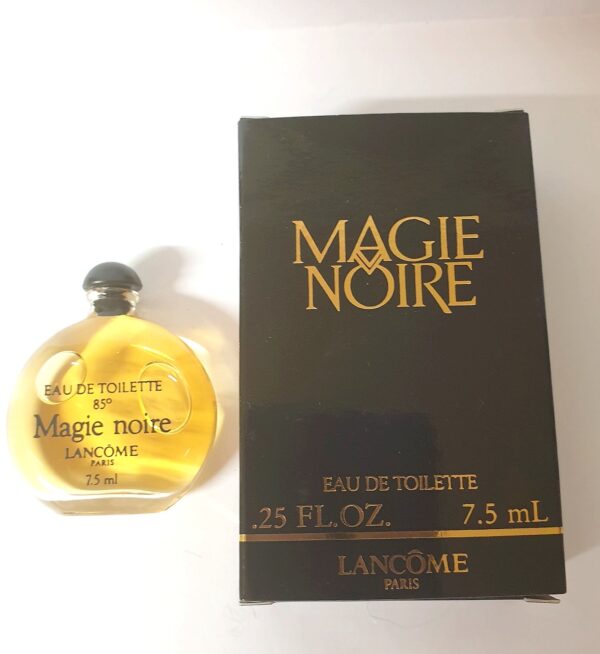 EAU DE TOILETTE
85°
Magie noire
LANCÔME
PARIS
7.5 ml
MAGIE
NOIRE
EAU DE TOILETTE
.25 FL.OZ. 7.5 mL
LANCÔME
PARIS